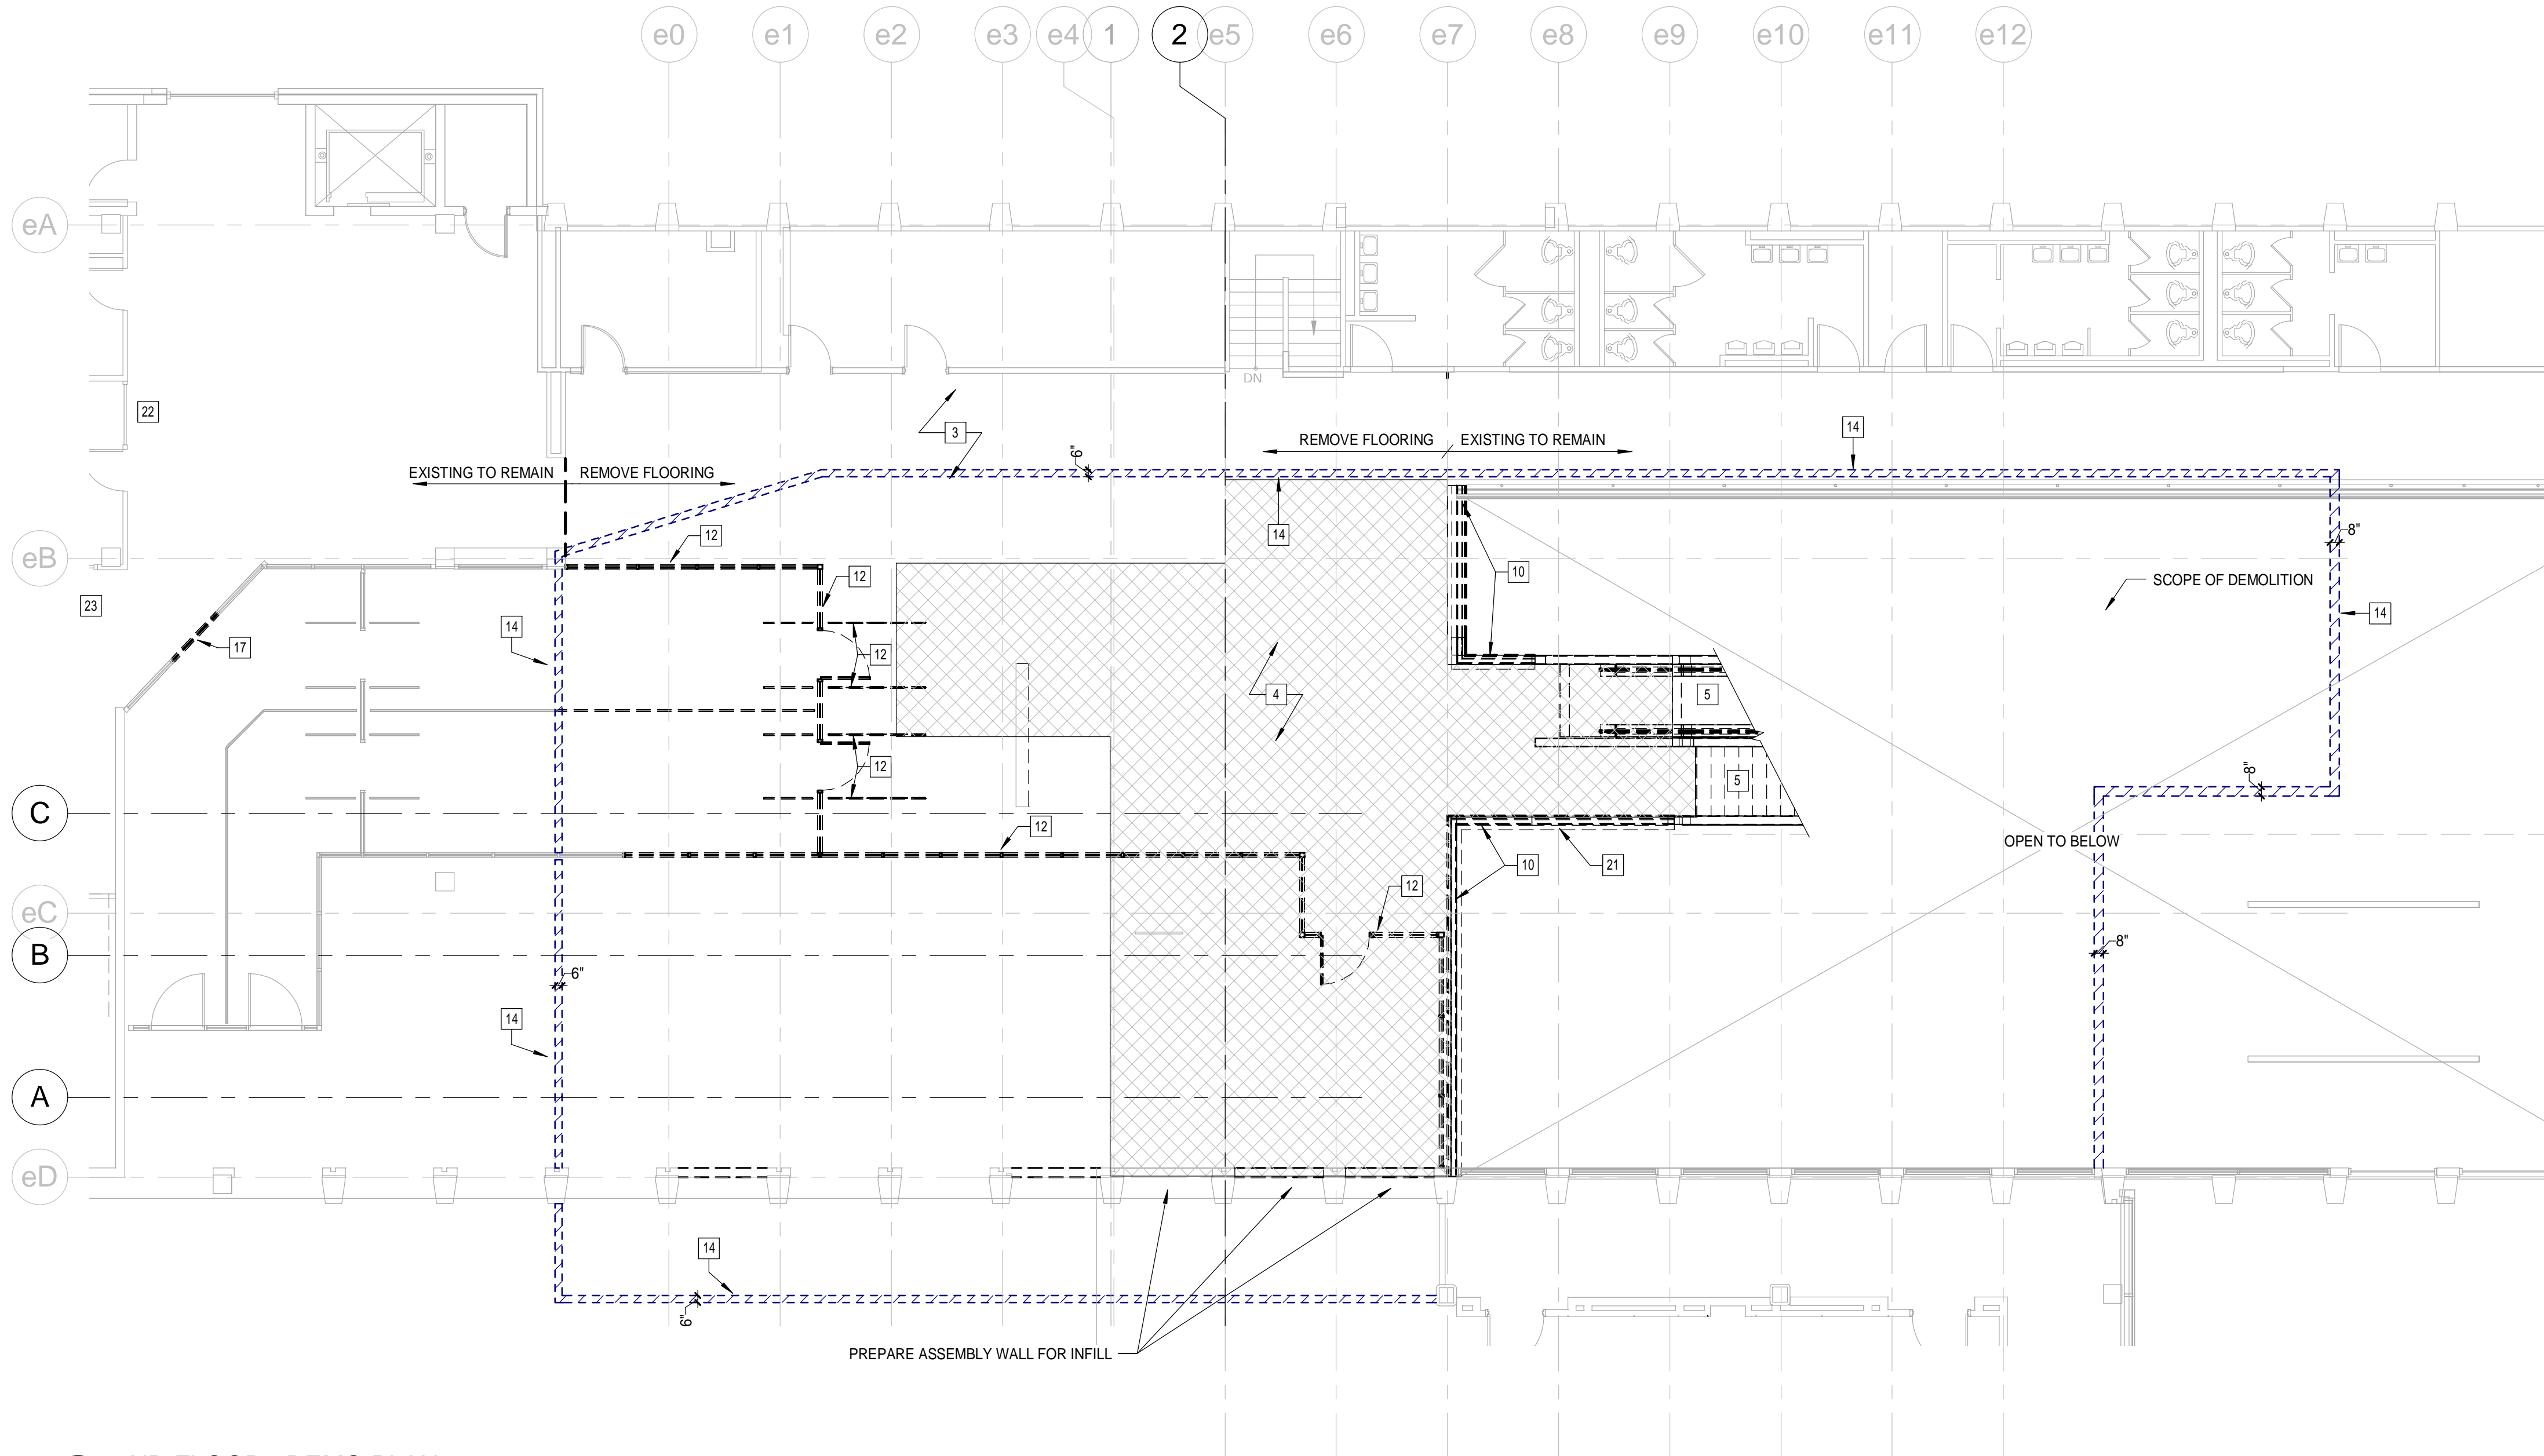 e0
e1
e2
e3
e4
1
2
e5
e6
e7
e8
e9
e10
e11
e12
eA
DN
22
3
14
REMOVE FLOORING
EXISTING TO REMAIN
6"
EXISTING TO REMAIN
REMOVE FLOORING
12
14
8"
eB
10
12
SCOPE OF DEMOLITION
23
14
14
17
12
4
5
12
8"
5
C
12
OPEN TO BELOW
10
21
12
eC
B
8"
6"
14
A
eD
14
6"
PREPARE ASSEMBLY WALL FOR INFILL